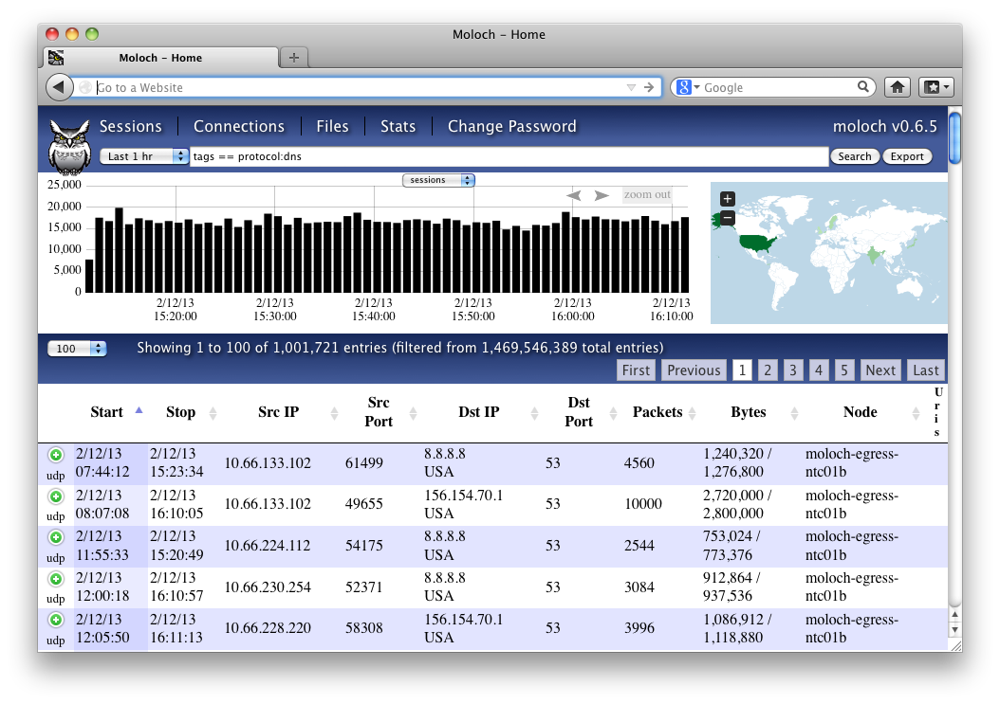 Moloch - Home
Moloch - Home
Go to a Website
Google
Sessions Connections Files Stats Change Password moloch v0.6.5
Last 1 hr tags == protocol:dns Search Export
sessions
zoom out
25,000
20,000
15,000
10,000
5,000
0
2/12/13 2/12/13 2/12/13 2/12/13 2/12/13 2/12/13
15:20:00 15:30:00 15:40:00 15:50:00 16:00:00 16:10:00
+
−
100 Showing 1 to 100 of 1,001,721 entries (filtered from 1,469,546,389 total entries)
First Previous 1 2 3 4 5 Next Last
Start Stop Src IP Src Port Dst IP Dst Port Packets Bytes Node Uris
udp 2/12/13 07:44:12 2/12/13 15:23:34 10.66.133.102 61499 8.8.8.8 USA 53 4560 1,240,320 / 1,276,800 moloch-egress-ntc01b
udp 2/12/13 08:07:08 2/12/13 16:10:05 10.66.133.102 49655 156.154.70.1 USA 53 10000 2,720,000 / 2,800,000 moloch-egress-ntc01b
udp 2/12/13 11:55:33 2/12/13 15:20:49 10.66.224.112 54175 8.8.8.8 USA 53 2544 753,024 / 773,376 moloch-egress-ntc01b
udp 2/12/13 12:00:18 2/12/13 16:10:57 10.66.230.254 52371 8.8.8.8 USA 53 3084 912,864 / 937,536 moloch-egress-ntc01b
udp 2/12/13 12:05:50 2/12/13 16:11:13 10.66.228.220 58308 156.154.70.1 USA 53 3996 1,086,912 / 1,118,880 moloch-egress-ntc01b